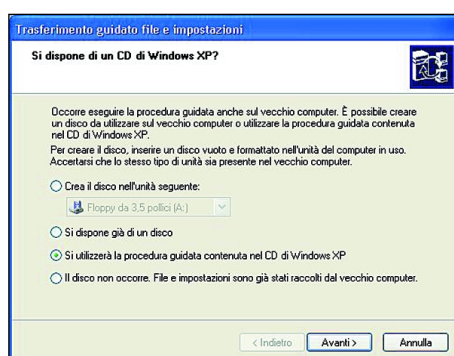 Trasferimento guidato file e impostazioni
Si dispone di un CD di Windows XP?
Occorre eseguire la procedura guidata anche sul vecchio computer. È possibile creare
un disco da utilizzare sul vecchio computer o utilizzare la procedura guidata contenuta
nel CD di Windows XP.
Per creare il disco, inserire un disco vuoto e formattato nell'unità del computer in uso.
Accertarsi che lo stesso tipo di unità sia presente nel vecchio computer.
Crea il disco nell'unità seguente:
Floppy da 3,5 pollici (A:)
Si dispone già di un disco
Si utilizzerà la procedura guidata contenuta nel CD di Windows XP
Il disco non occorre. File e impostazioni sono già stati raccolti dal vecchio computer.
< Indietro Avanti > Annulla